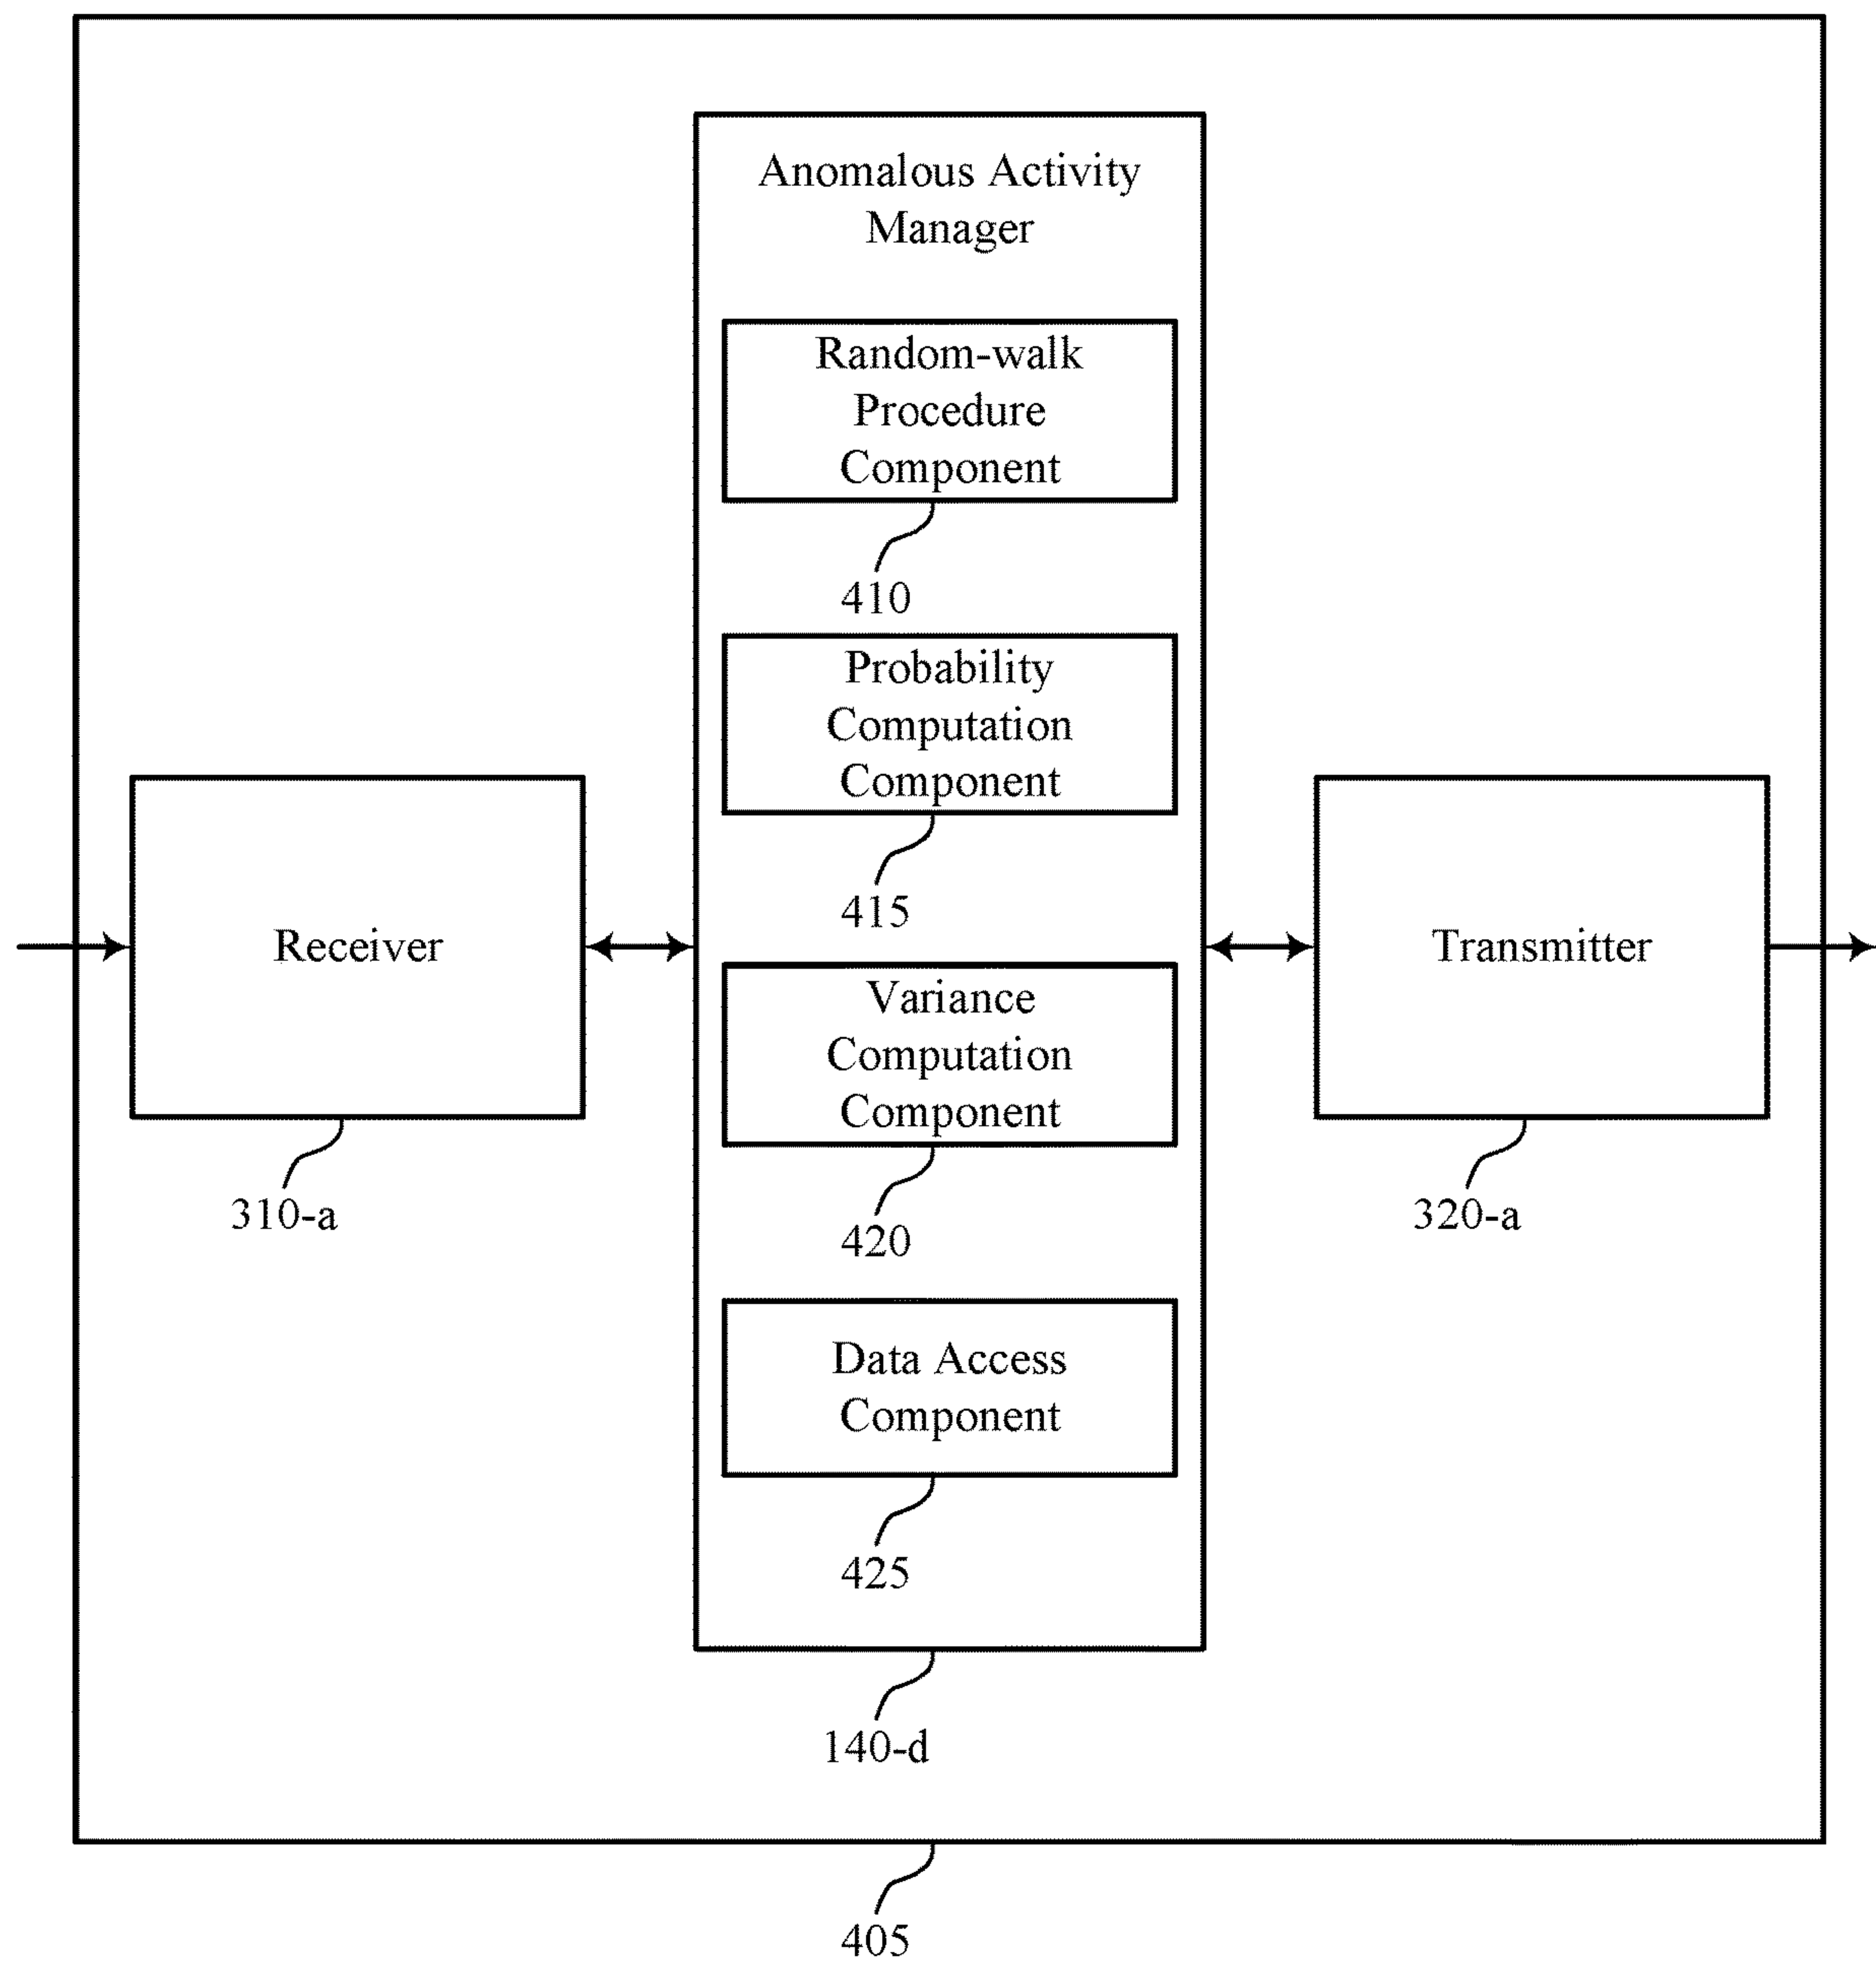 Anomalous Activity
Manager
Random-walk
Procedure
Component
410
Probability
Computation
Component
415
Receiver
310-a
Variance
Computation
Component
420
Transmitter
320-a
Data Access
Component
425
140-d
405